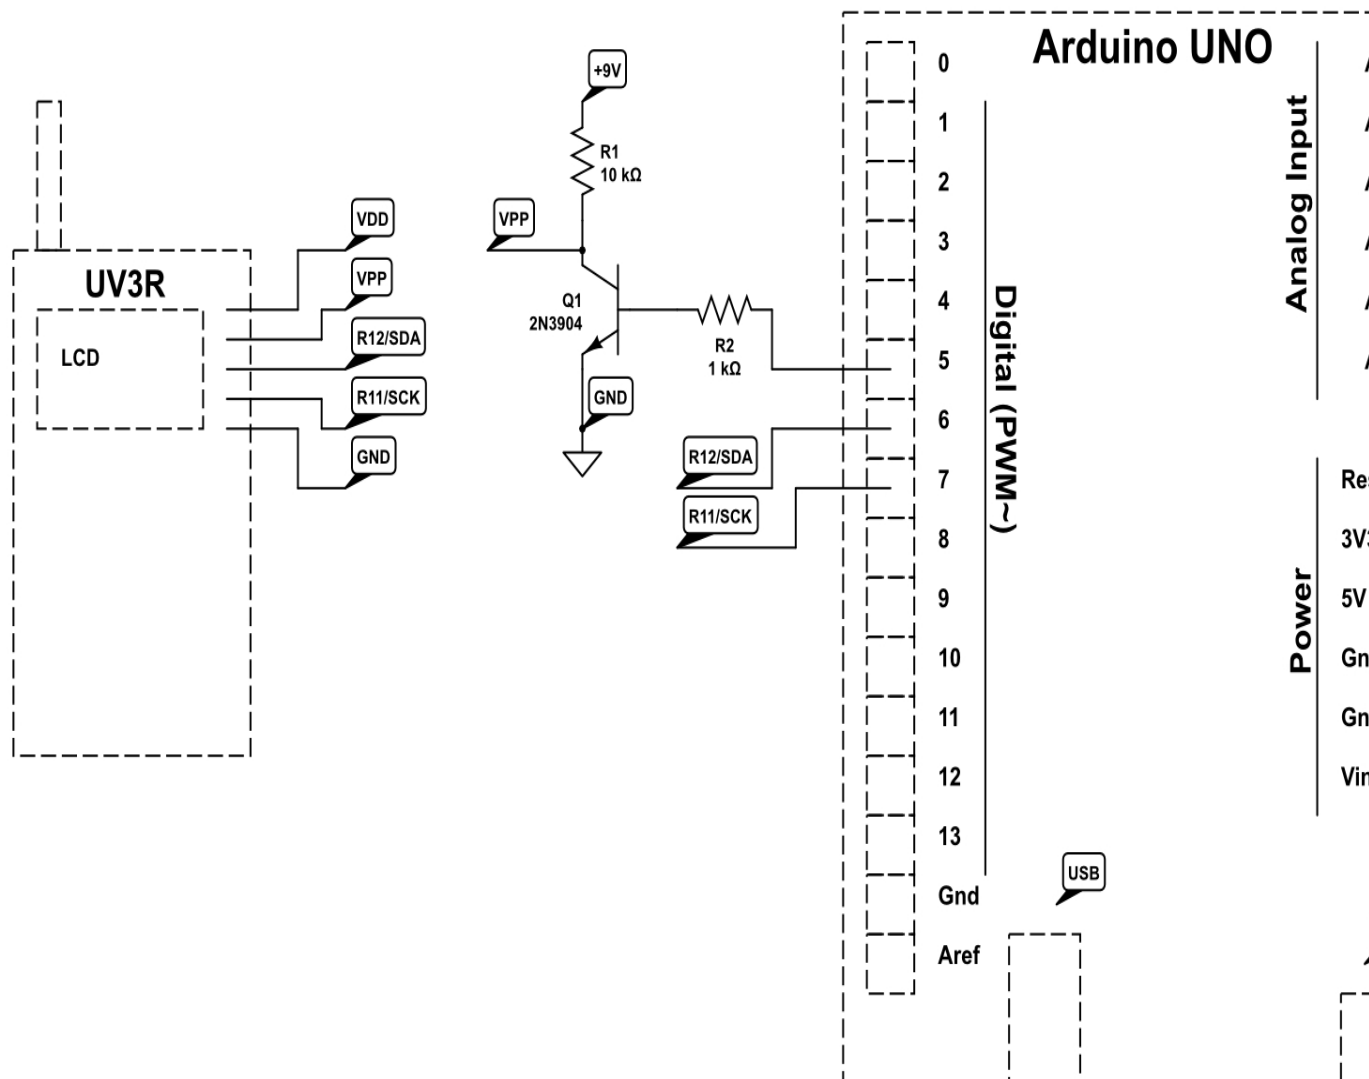 Arduino UNO
+9V
R1
10 kΩ
VDD
VPP
VPP
UV3R
LCD
R12/SDA
R11/SCK
GND
Q1
2N3904
R2
1 kΩ
GND
R12/SDA
R11/SCK
0
1
2
3
4
5
6
7
8
9
10
11
12
13
Gnd
Aref
Digital (PWM~)
USB
Analog Input
Power
5V